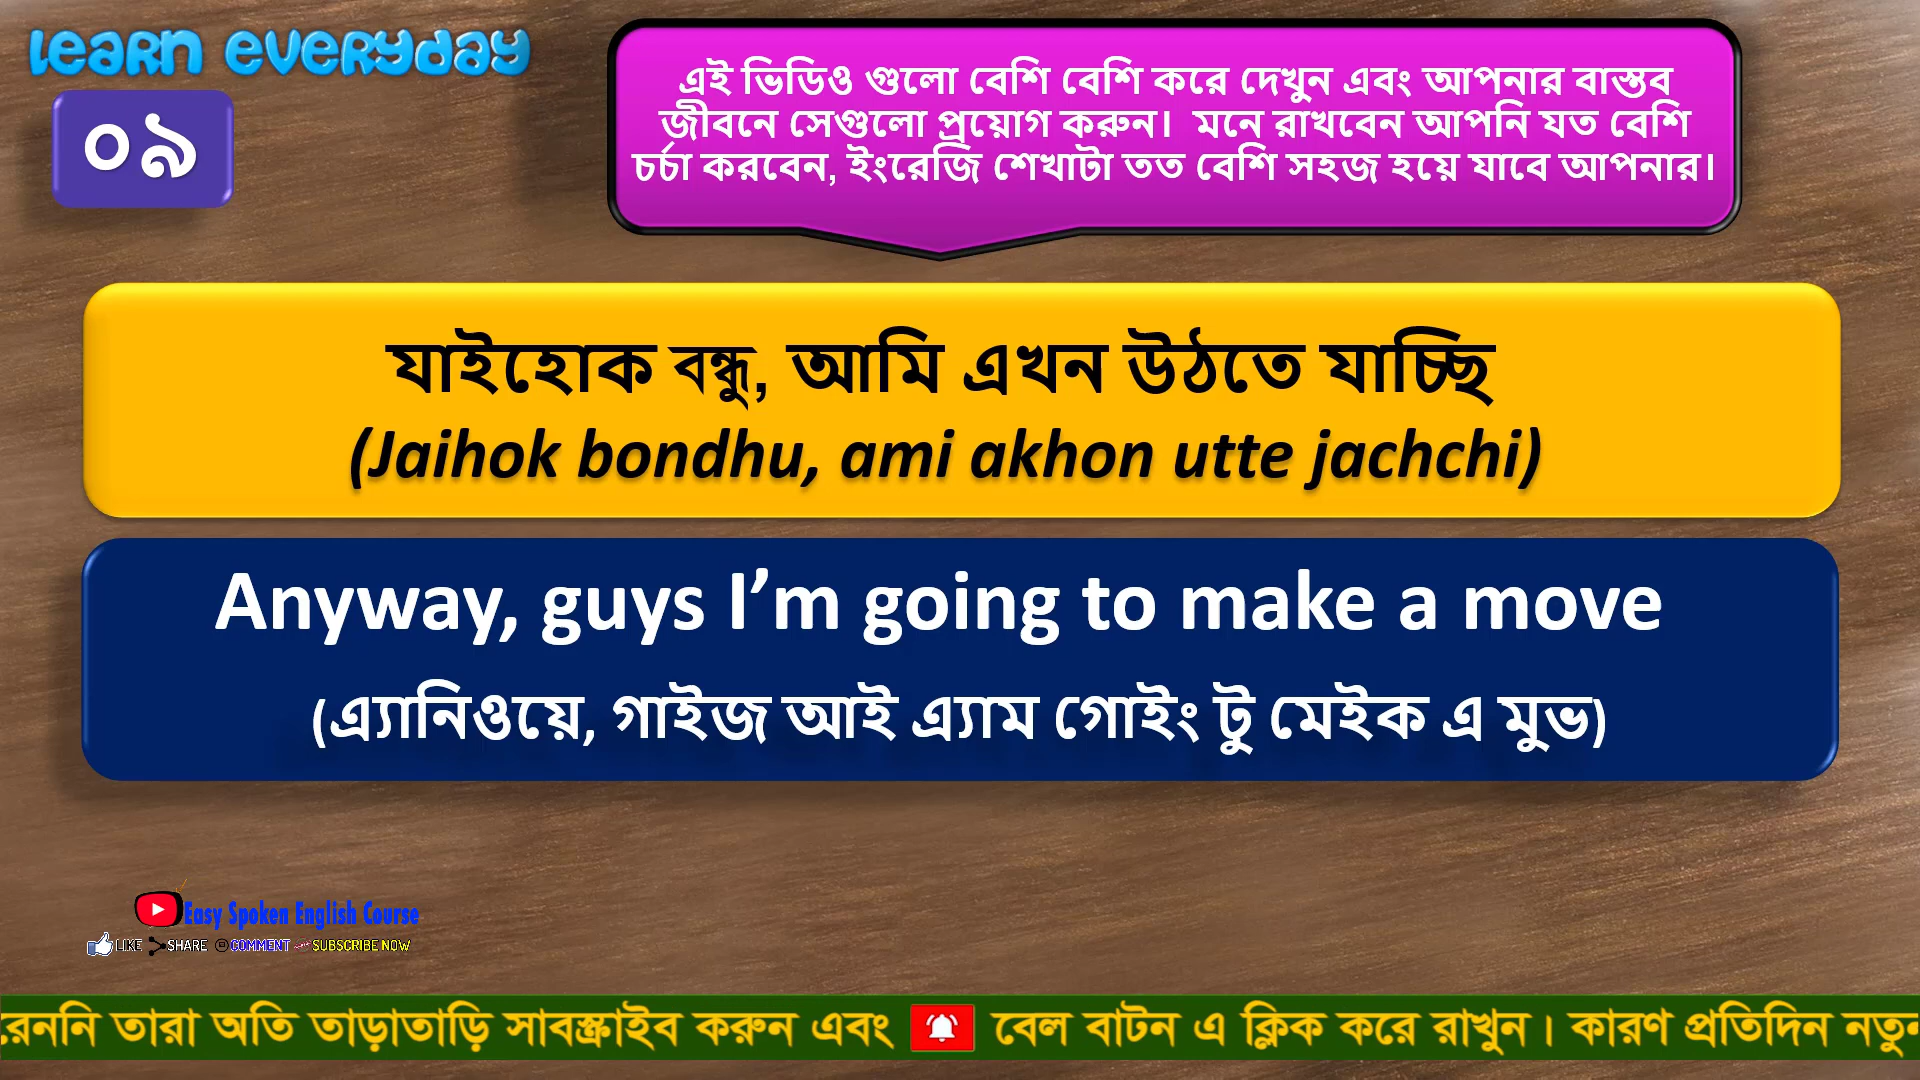 Learn Everyday
০৯
এই ভিডিও গুলো বেশি বেশি করে দেখুন এবং আপনার বাস্তব
জীবনে সেগুলো প্রয়োগ করুন। মনে রাখবেন আপনি যত বেশি
চর্চা করবেন, ইংরেজি শেখাটা তত বেশি সহজ হয়ে যাবে আপনার।
যাইহোক বন্ধু, আমি এখন উঠতে যাচ্ছি
(Jaihok bondhu, ami akhon utte jachchi)
Anyway, guys I’m going to make a move
(এ্যানিওয়ে, গাইজ আই এ্যাম গোইং টু মেইক এ মুভ)
Easy Spoken English Course
LIKE SHARE COMMENT SUBSCRIBE NOW
রেননি তারা অতি তাড়াতাড়ি সাবস্ক্রাইব করুন এবং বেল বাটন এ ক্লিক করে রাখুন। কারণ প্রতিদিন নতুন